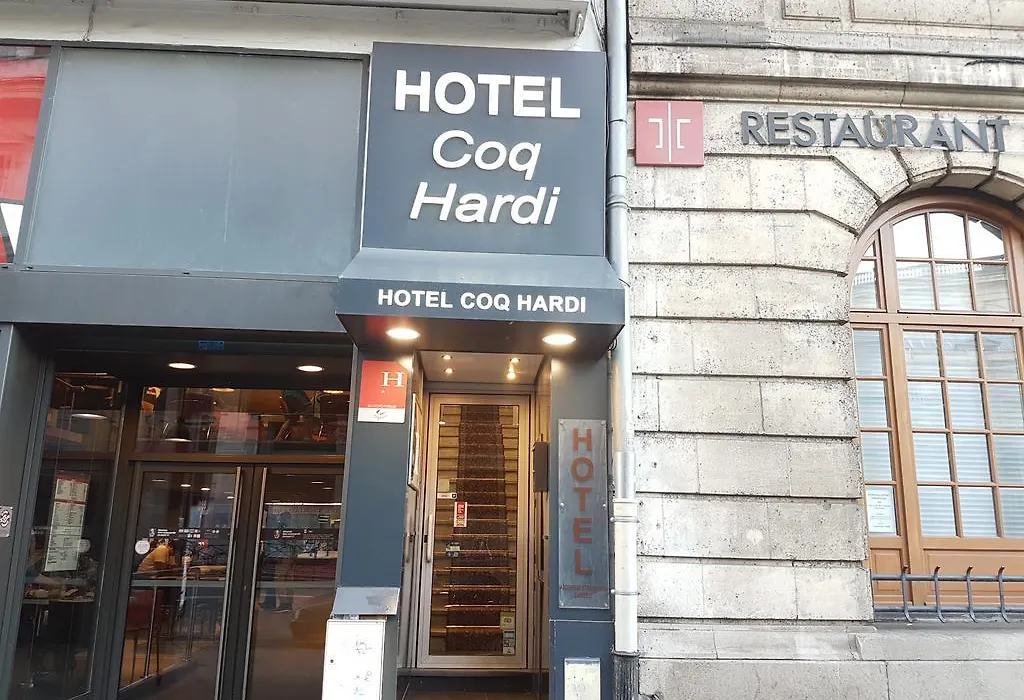 HOTEL
Coq
Hardi
HOTEL COQ HARDI
RESTAURANT
H
HOTEL